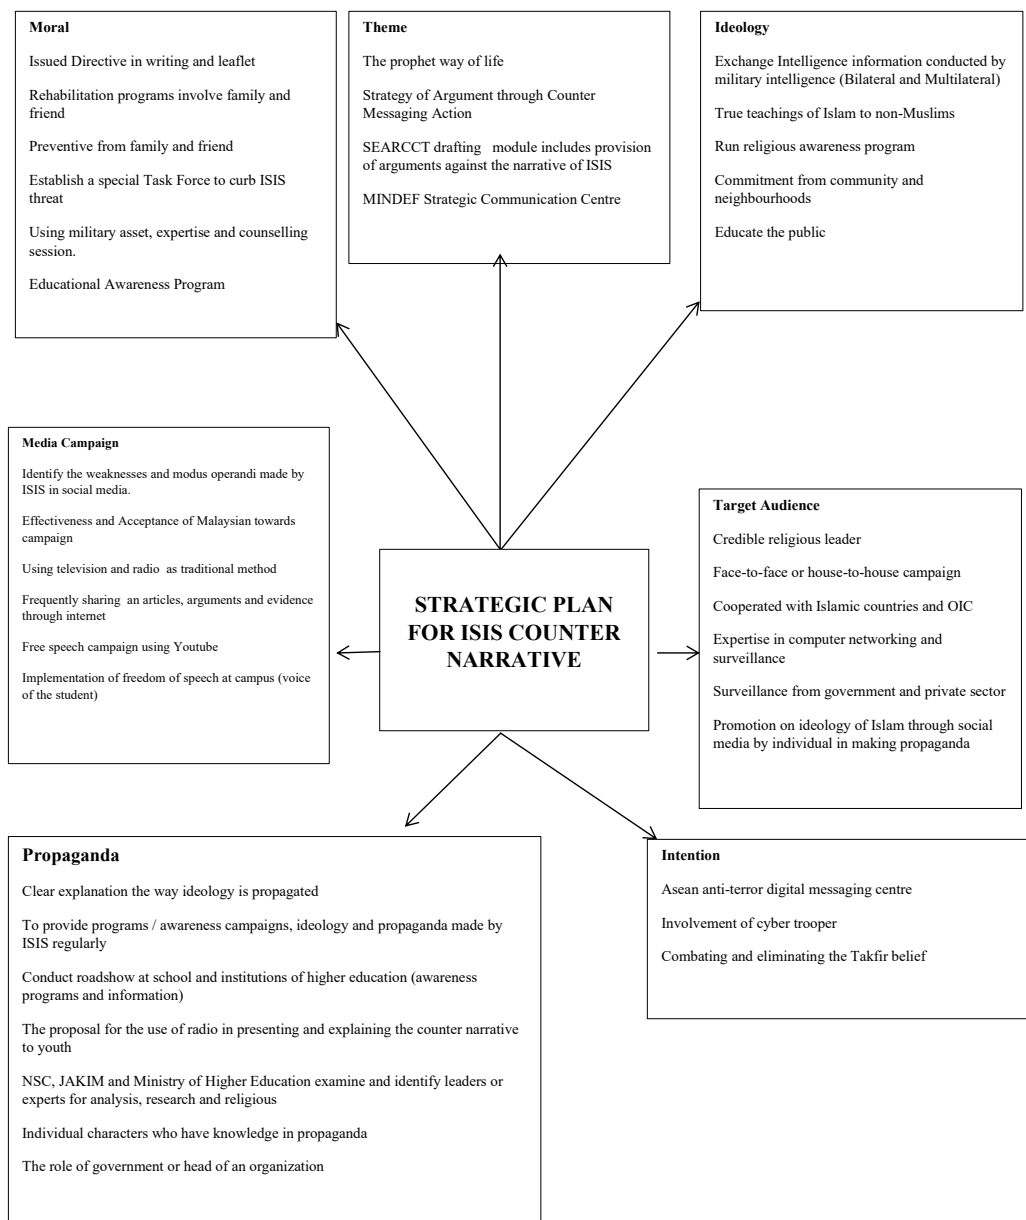 Moral
Issued Directive in writing and leaflet
Rehabilitation programs involve family and
friend
Preventive from family and friend
Establish a special Task Force to curb ISIS
threat
Using military asset, expertise and counselling
session.
Educational Awareness Program
Theme
The prophet way of life
Strategy of Argument through Counter
Messaging Action
SEARCCT drafting module includes provision
of arguments against the narrative of ISIS
MINDEF Strategic Communication Centre
Ideology
Exchange Intelligence information conducted by
military intelligence (Bilateral and Multilateral)
True teachings of Islam to non-Muslims
Run religious awareness program
Commitment from community and
neighbourhoods
Educate the public
Media Campaign
Identify the weaknesses and modus operandi made by
ISIS in social media.
Effectiveness and Acceptance of Malaysian towards
campaign
Using television and radio as traditional method
Frequently sharing an articles, arguments and evidence
through internet
Free speech campaign using Youtube
Implementation of freedom of speech at campus (voice
of the student)
STRATEGIC PLAN
FOR ISIS COUNTER
NARRATIVE
Target Audience
Credible religious leader
Face-to-face or house-to-house campaign
Cooperated with Islamic countries and OIC
Expertise in computer networking and
surveillance
Surveillance from government and private sector
Promotion on ideology of Islam through social
media by individual in making propaganda
Propaganda
Clear explanation the way ideology is propagated
To provide programs / awareness campaigns, ideology and propaganda made by
ISIS regularly
Conduct roadshow at school and institutions of higher education (awareness
programs and information)
The proposal for the use of radio in presenting and explaining the counter narrative
to youth
NSC, JAKIM and Ministry of Higher Education examine and identify leaders or
experts for analysis, research and religious
Individual characters who have knowledge in propaganda
The role of government or head of an organization
Intention
Asean anti-terror digital messaging centre
Involvement of cyber trooper
Combating and eliminating the Takfir belief